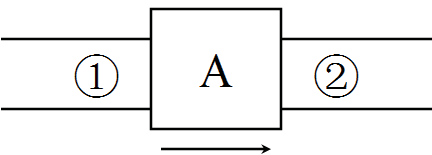 ① A ②